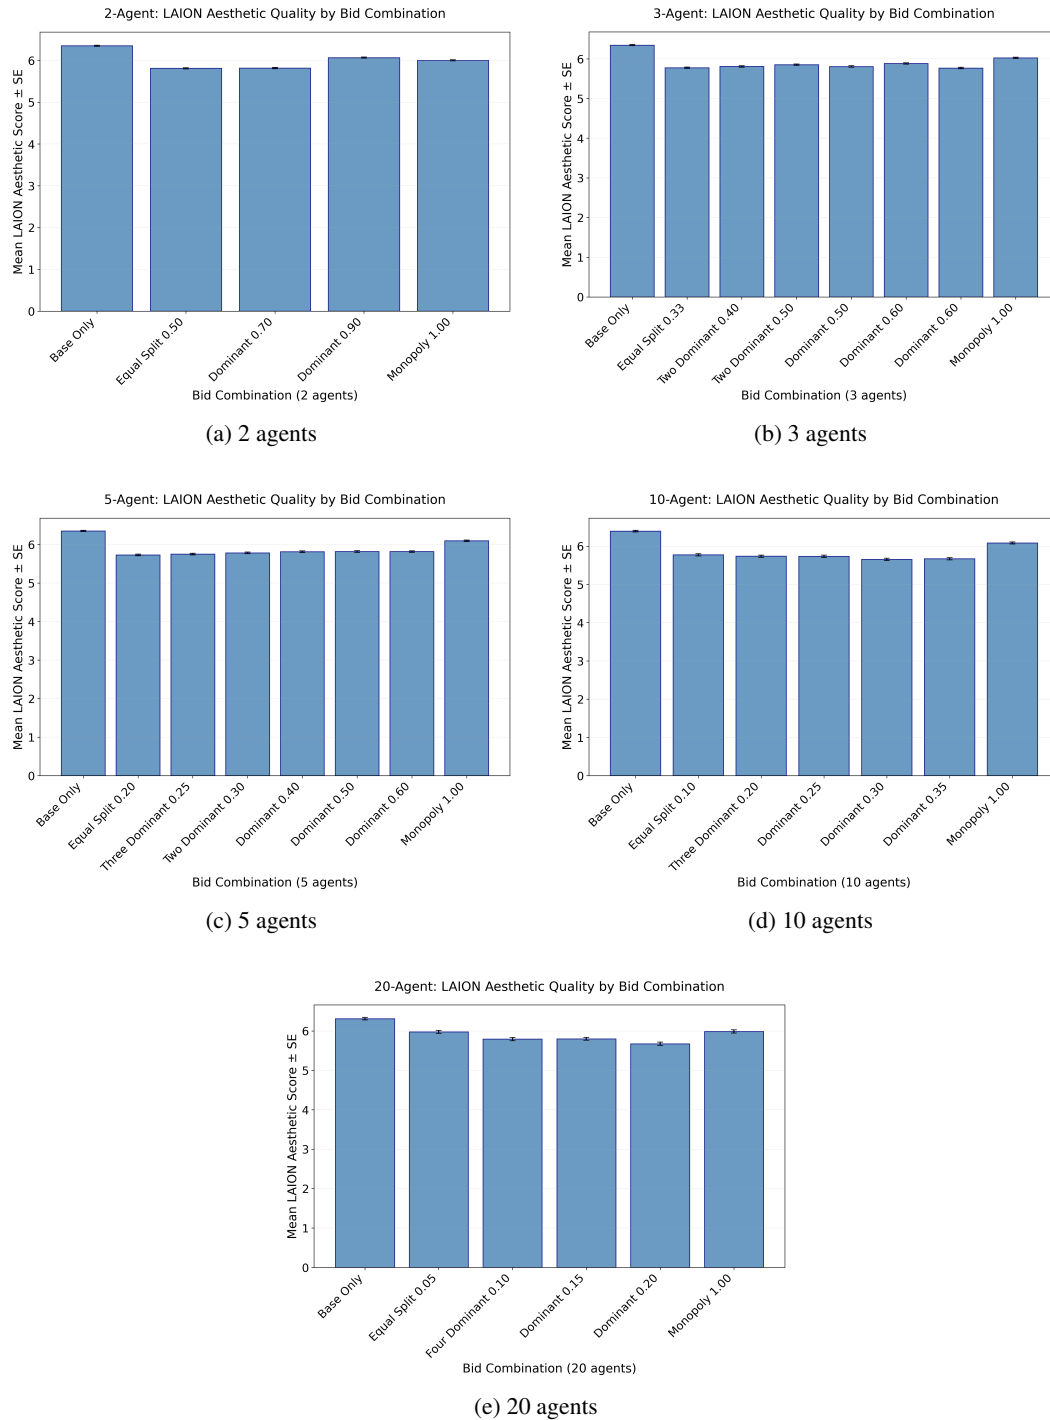 2-Agent: LAION Aesthetic Quality by Bid Combination
Mean LAION Aesthetic Score ± SE
6
5
4
3
2
1
0
Base Only
Equal Split 0.50
Dominant 0.70
Dominant 0.90
Monopoly 1.00
Bid Combination (2 agents)
(a) 2 agents
3-Agent: LAION Aesthetic Quality by Bid Combination
Mean LAION Aesthetic Score ± SE
6
5
4
3
2
1
0
Base Only
Equal Split 0.33
Two Dominant 0.40
Two Dominant 0.50
Dominant 0.50
Dominant 0.60
Dominant 0.60
Monopoly 1.00
Bid Combination (3 agents)
(b) 3 agents
5-Agent: LAION Aesthetic Quality by Bid Combination
Mean LAION Aesthetic Score ± SE
6
5
4
3
2
1
0
Base Only
Equal Split 0.20
Three Dominant 0.25
Two Dominant 0.30
Dominant 0.40
Dominant 0.50
Dominant 0.60
Monopoly 1.00
Bid Combination (5 agents)
(c) 5 agents
10-Agent: LAION Aesthetic Quality by Bid Combination
Mean LAION Aesthetic Score ± SE
6
5
4
3
2
1
0
Base Only
Equal Split 0.10
Three Dominant 0.20
Dominant 0.25
Dominant 0.30
Dominant 0.35
Monopoly 1.00
Bid Combination (10 agents)
(d) 10 agents
20-Agent: LAION Aesthetic Quality by Bid Combination
Mean LAION Aesthetic Score ± SE
6
5
4
3
2
1
0
Base Only
Equal Split 0.05
Four Dominant 0.10
Dominant 0.15
Dominant 0.20
Monopoly 1.00
Bid Combination (20 agents)
(e) 20 agents